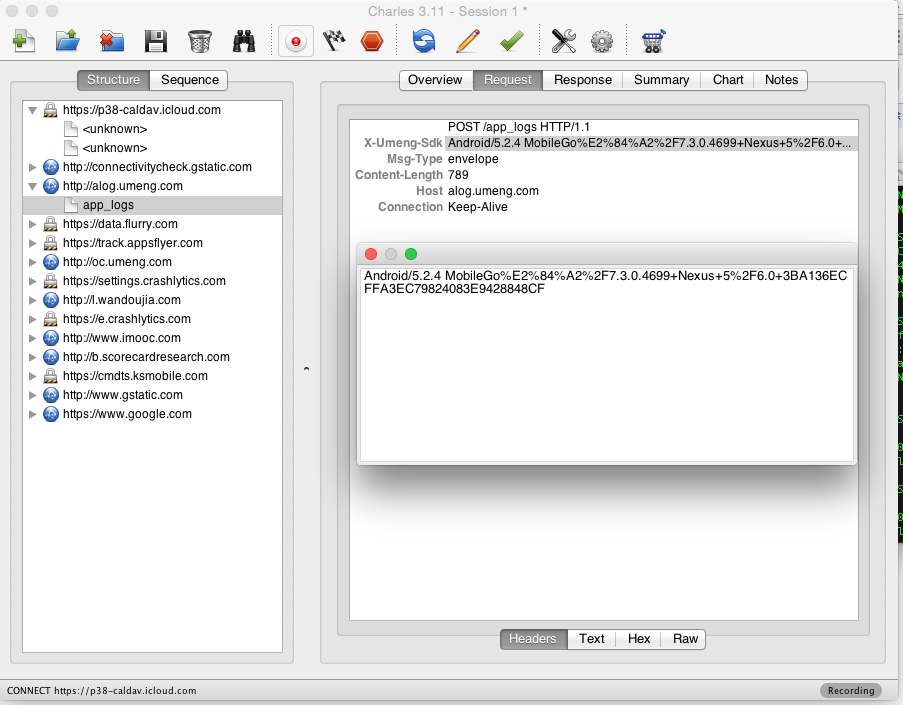 Charles 3.11 - Session 1 *
Structure
Sequence
Overview
Request
Response
Summary
Chart
Notes
https://p38-caldav.icloud.com
<unknown>
<unknown>
http://connectivitycheck.gstatic.com
http://alog.umeng.com
app_logs
https://data.flurry.com
https://track.appsflyer.com
http://oc.umeng.com
https://settings.crashlytics.com
http://l.wandoujia.com
https://e.crashlytics.com
http://www.imooc.com
http://b.scorecardresearch.com
https://cmdts.ksmobile.com
http://www.gstatic.com
https://www.google.com
POST /app_logs HTTP/1.1
X-Umeng-Sdk Android/5.2.4 MobileGo%E2%84%A2%2F7.3.0.4699+Nexus+5%2F6.0+...
Msg-Type envelope
Content-Length 789
Host alog.umeng.com
Connection Keep-Alive
Android/5.2.4 MobileGo%E2%84%A2%2F7.3.0.4699+Nexus+5%2F6.0+3BA136EC
FFA3EC79824083E9428848CF
Headers
Text
Hex
Raw
CONNECT https://p38-caldav.icloud.com
Recording